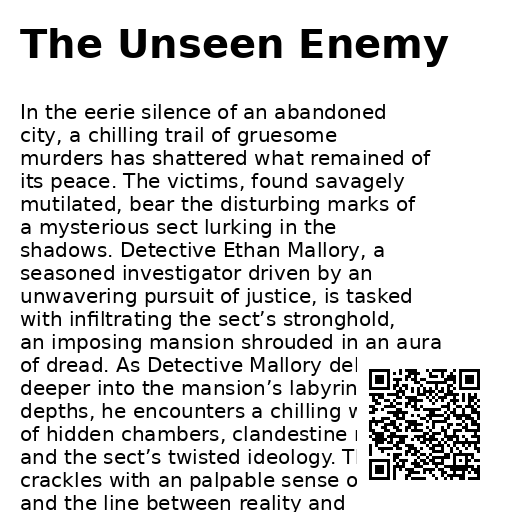 The Unseen Enemy
In the eerie silence of an abandoned
city, a chilling trail of gruesome
murders has shattered what remained of
its peace. The victims, found savagely
mutilated, bear the disturbing marks of
a mysterious sect lurking in the
shadows. Detective Ethan Mallory, a
seasoned investigator driven by an
unwavering pursuit of justice, is tasked
with infiltrating the sect’s stronghold,
an imposing mansion shrouded in an aura
of dread. As Detective Mallory
deeper into the mansion’s
depths, he encounters a chilling
of hidden chambers, clandestine
and the sect’s twisted ideology.
crackles with an palpable sense
and the line between reality and